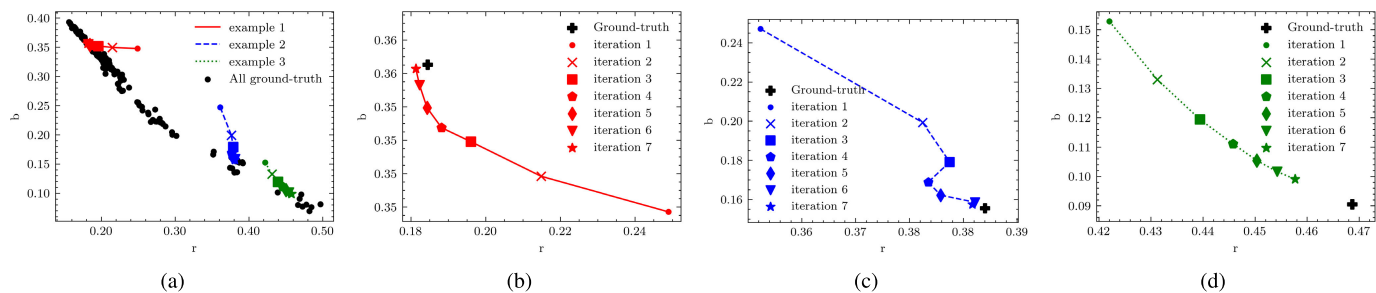 0.40
0.35
0.30
0.25
0.20
0.15
0.10
b
0.20
0.30
0.40
0.50
r
example 1
example 2
example 3
All ground-truth
(a)
0.36
0.36
0.35
0.35
0.35
0.35
b
0.18
0.20
0.22
0.24
r
Ground-truth
iteration 1
iteration 2
iteration 3
iteration 4
iteration 5
iteration 6
iteration 7
(b)
0.24
0.22
0.20
0.18
0.16
b
0.36
0.37
0.38
0.38
0.39
r
Ground-truth
iteration 1
iteration 2
iteration 3
iteration 4
iteration 5
iteration 6
iteration 7
(c)
0.15
0.14
0.13
0.12
0.11
0.10
0.09
b
0.42
0.43
0.44
0.45
0.46
0.47
r
Ground-truth
iteration 1
iteration 2
iteration 3
iteration 4
iteration 5
iteration 6
iteration 7
(d)